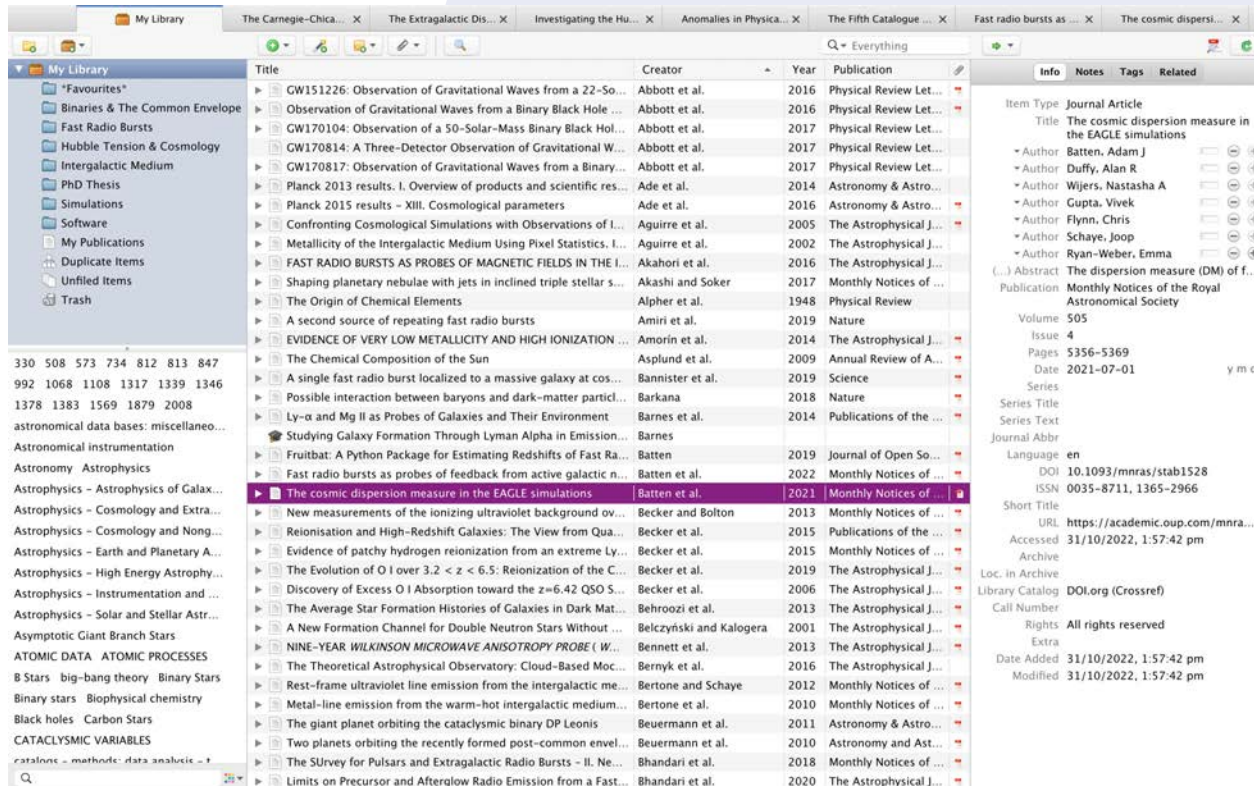 My Library
The Carnegie-Chica...
The Extragalactic Dis...
Investigating the Hu...
Anomalies in Physica...
The Fifth Catalogue ...
Fast radio bursts as ...
The cosmic dispersi...
Everything
My Library
*Favourites*
Binaries & The Common Envelope
Fast Radio Bursts
Hubble Tension & Cosmology
Intergalactic Medium
PhD Thesis
Simulations
Software
My Publications
Duplicate Items
Unfiled Items
Trash
330 508 573 734 812 813 847
992 1068 1108 1317 1339 1346
1378 1383 1569 1879 2008
astronomical data bases: miscellaneo...
Astronomical instrumentation
Astronomy Astrophysics
Astrophysics – Astrophysics of Galax...
Astrophysics – Cosmology and Extra...
Astrophysics – Cosmology and Nong...
Astrophysics – Earth and Planetary A...
Astrophysics – High Energy Astrophy...
Astrophysics – Instrumentation and ...
Astrophysics – Solar and Stellar Astr...
Asymptotic Giant Branch Stars
ATOMIC DATA ATOMIC PROCESSES
B Stars big-bang theory Binary Stars
Binary stars Biophysical chemistry
Black holes Carbon Stars
CATACLYSMIC VARIABLES
catalogs – methods: data analysis – t
Title Creator Year Publication
GW151226: Observation of Gravitational Waves from a 22-So... Abbott et al. 2016 Physical Review Let...
Observation of Gravitational Waves from a Binary Black Hole ... Abbott et al. 2016 Physical Review Let...
GW170104: Observation of a 50-Solar-Mass Binary Black Hol... Abbott et al. 2017 Physical Review Let...
GW170814: A Three-Detector Observation of Gravitational W... Abbott et al. 2017 Physical Review Let...
GW170817: Observation of Gravitational Waves from a Binary... Abbott et al. 2017 Physical Review Let...
Planck 2013 results. I. Overview of products and scientific res... Ade et al. 2014 Astronomy & Astro...
Planck 2015 results – XIII. Cosmological parameters Ade et al. 2016 Astronomy & Astro...
Confronting Cosmological Simulations with Observations of I... Aguirre et al. 2005 The Astrophysical J...
Metallicity of the Intergalactic Medium Using Pixel Statistics. I... Aguirre et al. 2002 The Astrophysical J...
FAST RADIO BURSTS AS PROBES OF MAGNETIC FIELDS IN THE I... Akahori et al. 2016 The Astrophysical J...
Shaping planetary nebulae with jets in inclined triple stellar s... Akashi and Soker 2017 Monthly Notices of ...
The Origin of Chemical Elements Alpher et al. 1948 Physical Review
A second source of repeating fast radio bursts Amiri et al. 2019 Nature
EVIDENCE OF VERY LOW METALLICITY AND HIGH IONIZATION ... Amorín et al. 2014 The Astrophysical J...
The Chemical Composition of the Sun Asplund et al. 2009 Annual Review of A...
A single fast radio burst localized to a massive galaxy at cos... Bannister et al. 2019 Science
Possible interaction between baryons and dark-matter particl... Barkana 2018 Nature
Ly-α and Mg II as Probes of Galaxies and Their Environment Barnes et al. 2014 Publications of the ...
Studying Galaxy Formation Through Lyman Alpha in Emission... Barnes
Fruitbat: A Python Package for Estimating Redshifts of Fast Ra... Batten 2019 Journal of Open So...
Fast radio bursts as probes of feedback from active galactic n... Batten et al. 2022 Monthly Notices of ...
The cosmic dispersion measure in the EAGLE simulations Batten et al. 2021 Monthly Notices of ...
New measurements of the ionizing ultraviolet background ov... Becker and Bolton 2013 Monthly Notices of ...
Reionisation and High-Redshift Galaxies: The View from Qua... Becker et al. 2015 Publications of the ...
Evidence of patchy hydrogen reionization from an extreme Ly... Becker et al. 2015 Monthly Notices of ...
The Evolution of O I over 3.2 < z < 6.5: Reionization of the C... Becker et al. 2019 The Astrophysical J...
Discovery of Excess O I Absorption toward the z=6.42 QSO S... Becker et al. 2006 The Astrophysical J...
The Average Star Formation Histories of Galaxies in Dark Mat... Behroozi et al. 2013 The Astrophysical J...
A New Formation Channel for Double Neutron Stars Without ... Belczyński and Kalogera 2001 The Astrophysical J...
NINE-YEAR WILKINSON MICROWAVE ANISOTROPY PROBE ( W... Bennett et al. 2013 The Astrophysical J...
The Theoretical Astrophysical Observatory: Cloud-Based Moc... Bernyk et al. 2016 The Astrophysical J...
Rest-frame ultraviolet line emission from the intergalactic me... Bertone and Schaye 2012 Monthly Notices of ...
Metal-line emission from the warm-hot intergalactic medium... Bertone et al. 2010 Monthly Notices of ...
The giant planet orbiting the cataclysmic binary DP Leonis Beuermann et al. 2011 Astronomy & Astro...
Two planets orbiting the recently formed post-common envel... Beuermann et al. 2010 Astronomy and Ast...
The SUrvey for Pulsars and Extragalactic Radio Bursts – II. Ne... Bhandari et al. 2018 Monthly Notices of ...
Limits on Precursor and Afterglow Radio Emission from a Fast... Bhandari et al. 2020 The Astrophysical J...
Info Notes Tags Related
Item Type Journal Article
Title The cosmic dispersion measure in
the EAGLE simulations
Author Batten, Adam J
Author Duffy, Alan R
Author Wijers, Nastasha A
Author Gupta, Vivek
Author Flynn, Chris
Author Schaye, Joop
Author Ryan-Weber, Emma
(...) Abstract The dispersion measure (DM) of f...
Publication Monthly Notices of the Royal
Astronomical Society
Volume 505
Issue 4
Pages 5356–5369
Date 2021-07-01 y m d
Series
Series Title
Series Text
Journal Abbr
Language en
DOI 10.1093/mnras/stab1528
ISSN 0035-8711, 1365-2966
Short Title
URL https://academic.oup.com/mnra...
Accessed 31/10/2022, 1:57:42 pm
Archive
Loc. in Archive
Library Catalog DOI.org (Crossref)
Call Number
Rights All rights reserved
Extra
Date Added 31/10/2022, 1:57:42 pm
Modified 31/10/2022, 1:57:42 pm